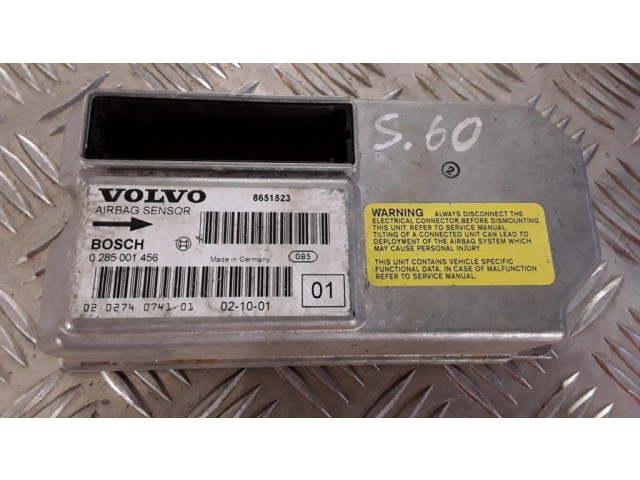 S.60
2
VOLVO
8651523
AIRBAG SENSOR
BOSCH
0 285 001 456
Made in Germany
085
02 0274 0741 01
02-10-01
01
WARNING ALWAYS DISCONNECT THE
ELECTRICAL CONNECTOR BEFORE DISMOUNTING
THIS UNIT. REFER TO SERVICE MANUAL.
TILTING OF A CONNECTED UNIT CAN LEAD TO
DEPLOYMENT OF THE AIRBAG SYSTEM WHICH
MAY CAUSE PERSONAL INJURY.
THIS UNIT CONTAINS VEHICLE SPECIFIC
FUNCTIONAL DATA. IN CASE OF MALFUNCTION
REFER TO SERVICE MANUAL.